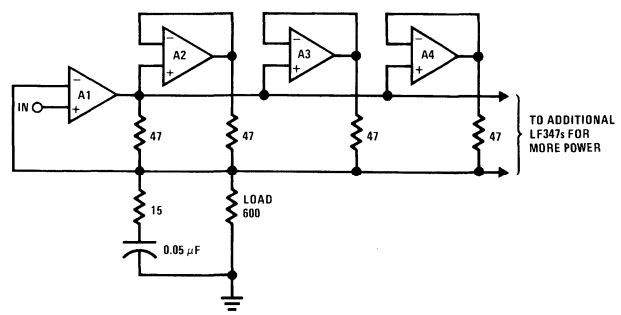 A2
A3
A4
−
+
−
+
−
+
−
+
A1
IN
47
47
47
47
TO ADDITIONAL
LF347s FOR
MORE POWER
15
LOAD
600
0.05 μF